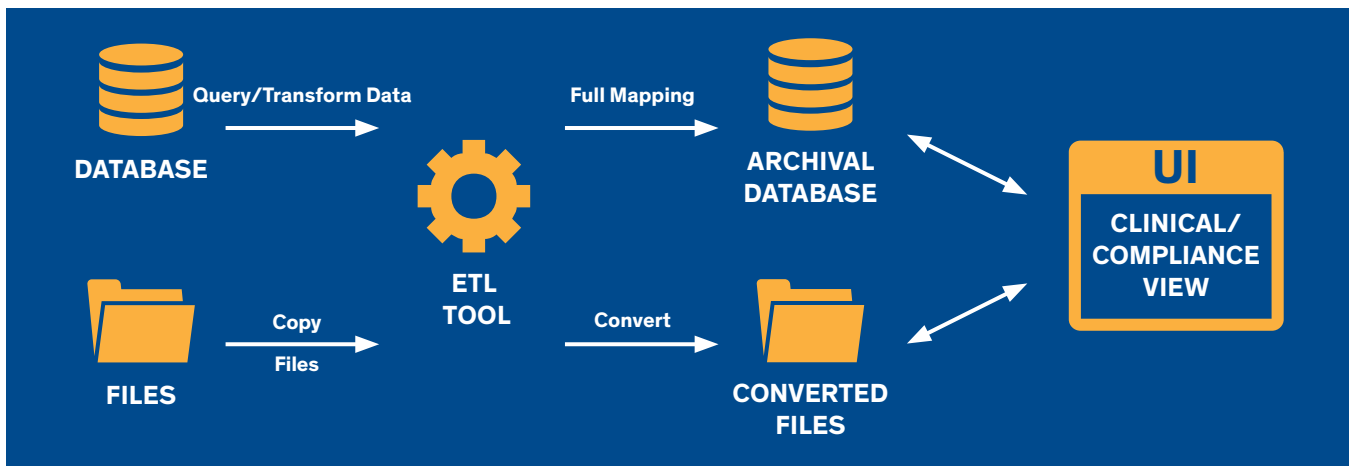 Query/Transform Data
Full Mapping
DATABASE
ARCHIVAL
DATABASE
UI
CLINICAL/
COMPLIANCE
VIEW
ETL
TOOL
Copy
Files
Convert
FILES
CONVERTED
FILES